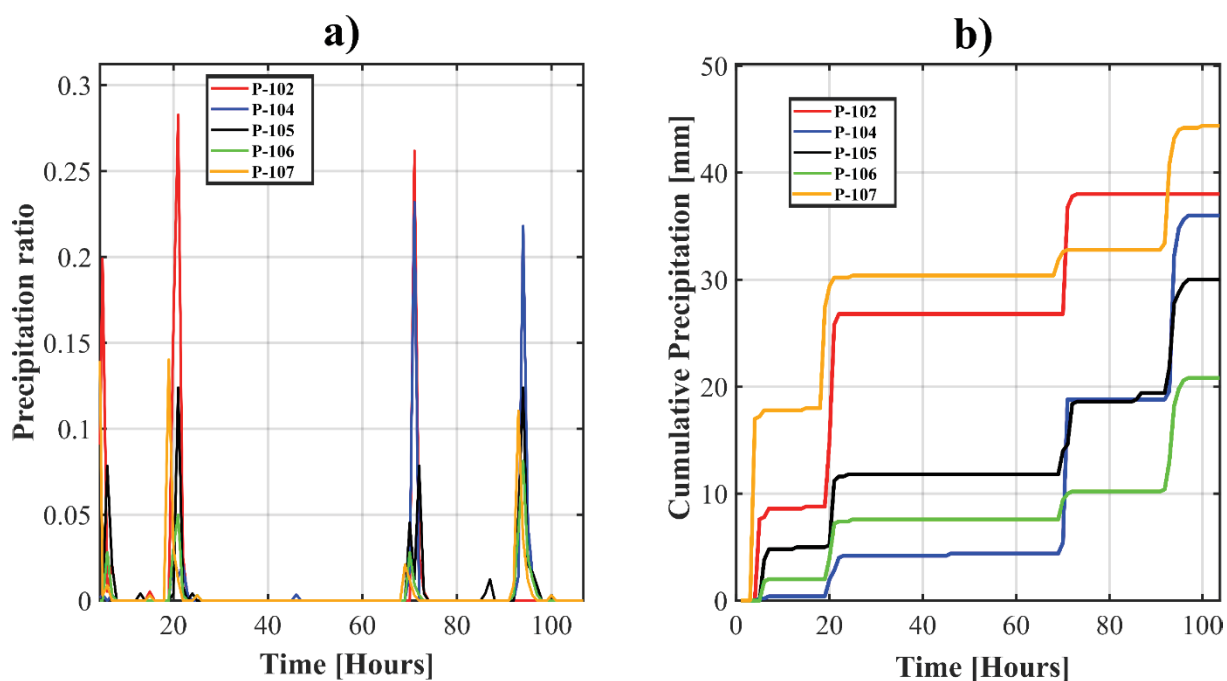 a)
Precipitation ratio
0.3
0.25
0.2
0.15
0.1
0.05
0
P-102
P-104
P-105
P-106
P-107
20 40 60 80 100
Time [Hours]
b)
Cumulative Precipitation [mm]
50
40
30
20
10
0
P-102
P-104
P-105
P-106
P-107
0 20 40 60 80 100
Time [Hours]